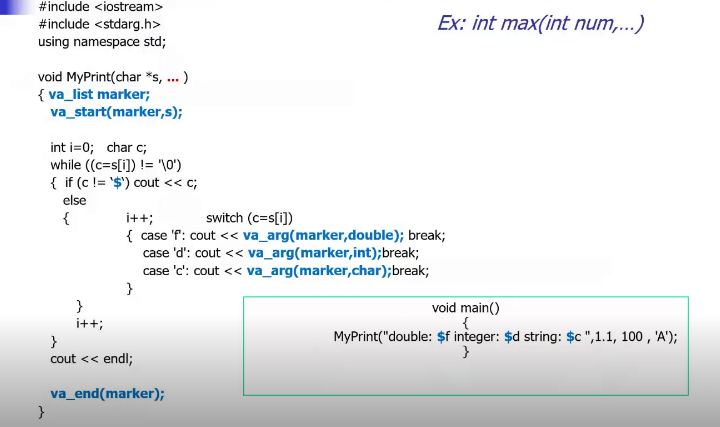 #include <iostream>
#include <stdarg.h>
using namespace std;
Ex: int max(int num,...)
void MyPrint(char *s, ... )
{ va_list marker;
va_start(marker,s);
int i=0; char c;
while ((c=s[i]) != '\0')
{ if (c != '$') cout << c;
else
{ i++; switch (c=s[i])
{ case 'f': cout << va_arg(marker,double); break;
case 'd': cout << va_arg(marker,int);break;
case 'c': cout << va_arg(marker,char);break;
}
}
i++;
}
cout << endl;
va_end(marker);
}
void main()
{
MyPrint("double: $f integer: $d string: $c ",1.1, 100 , 'A');
}